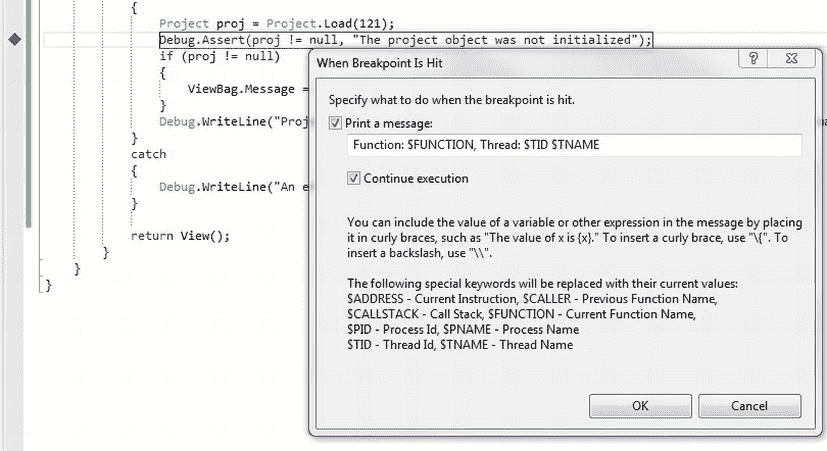 {
Project proj = Project.Load(121);
Debug.Assert(proj != null, "The project object was not initialized");
if (proj != null)
{
ViewBag.Message =
}
Debug.WriteLine("Proj
}
catch
{
Debug.WriteLine("An e
}
return View();
}
}
}
When Breakpoint Is Hit
Specify what to do when the breakpoint is hit.
Print a message:
Function: $FUNCTION, Thread: $TID $TNAME
Continue execution
You can include the value of a variable or other expression in the message by placing
it in curly braces, such as "The value of x is {x}." To insert a curly brace, use "\{". To
insert a backslash, use "\\".
The following special keywords will be replaced with their current values:
$ADDRESS - Current Instruction, $CALLER - Previous Function Name,
$CALLSTACK - Call Stack, $FUNCTION - Current Function Name,
$PID - Process Id, $PNAME - Process Name
$TID - Thread Id, $TNAME - Thread Name
OK
Cancel